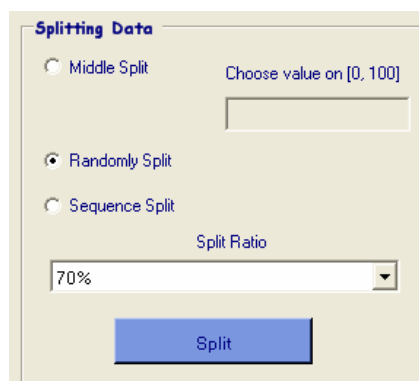 Splitting Data
Middle Split
Choose value on [0, 100]
Randomly Split
Sequence Split
Split Ratio
70%
Split